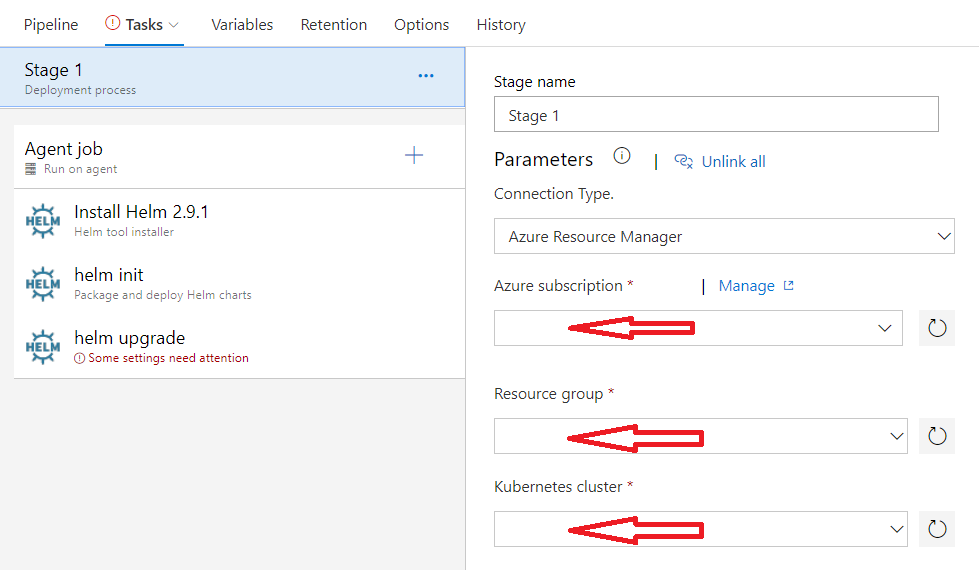 Pipeline Tasks Variables Retention Options History
Stage 1
Deployment process
Agent job
Run on agent
HELM
Install Helm 2.9.1
Helm tool installer
HELM
helm init
Package and deploy Helm charts
HELM
helm upgrade
Some settings need attention
Stage name
Stage 1
Parameters | Unlink all
Connection Type.
Azure Resource Manager
Azure subscription * | Manage
Resource group *
Kubernetes cluster *